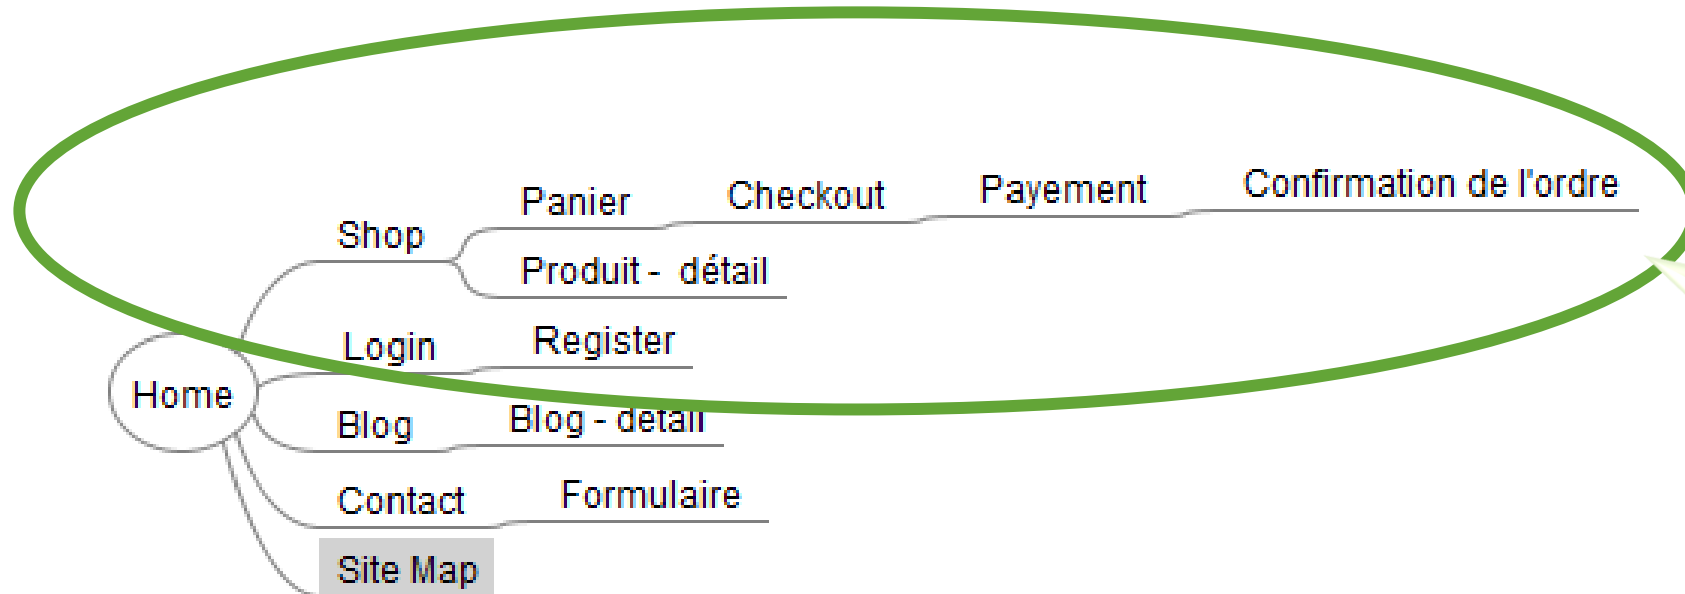 Shop
Panier
Checkout
Payement
Confirmation de l'ordre
Produit - détail
Home
Login
Register
Blog
Blog - détail
Contact
Formulaire
Site Map